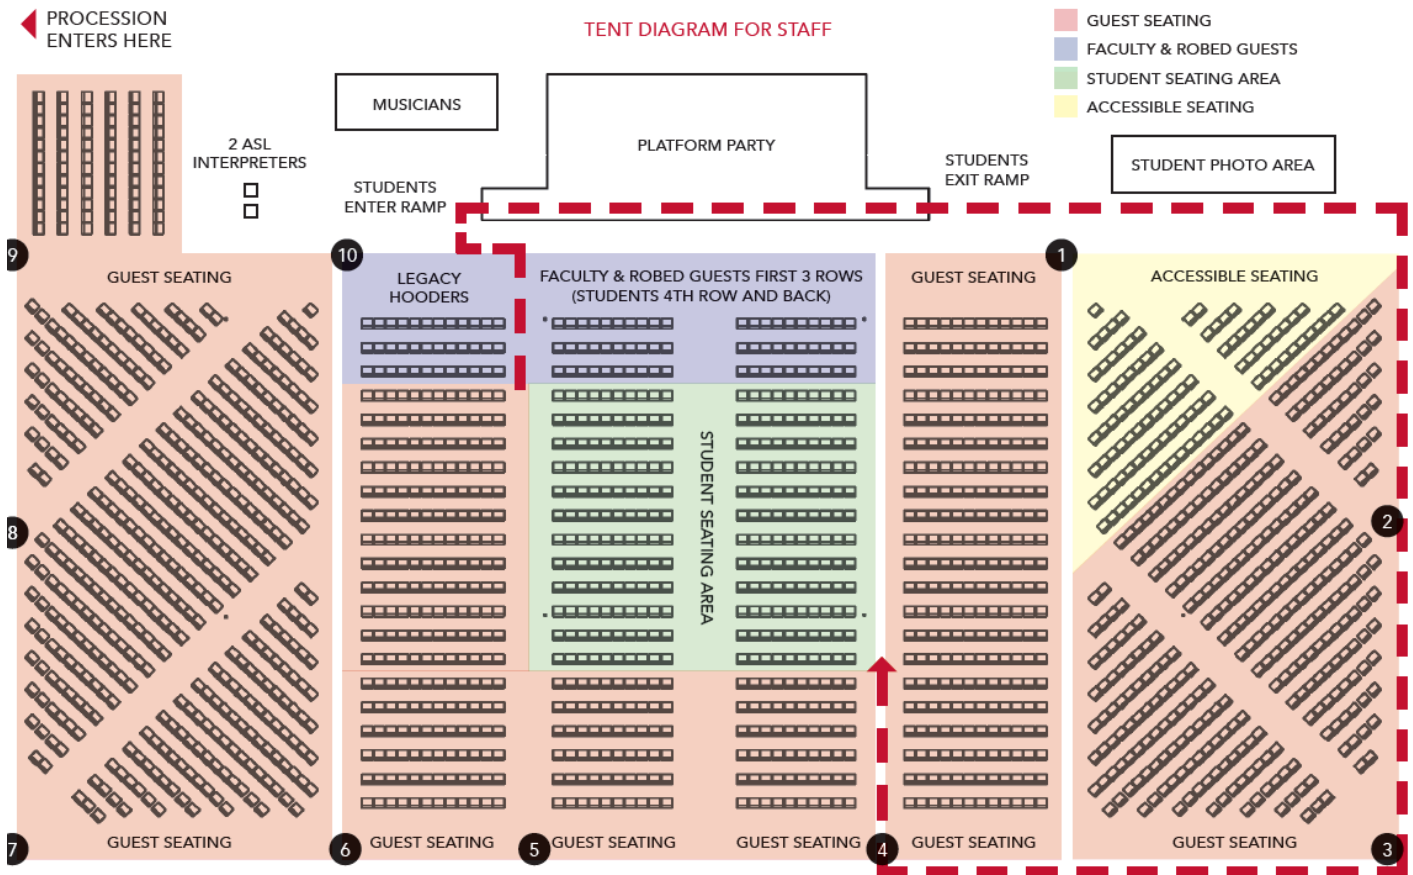 PROCESSION
ENTERS HERE
TENT DIAGRAM FOR STAFF
GUEST SEATING
FACULTY & ROBED GUESTS
STUDENT SEATING AREA
ACCESSIBLE SEATING
MUSICIANS
PLATFORM PARTY
2 ASL
INTERPRETERS
STUDENTS
ENTER RAMP
STUDENTS
EXIT RAMP
STUDENT PHOTO AREA
9
10
1
GUEST SEATING
LEGACY
HOODERS
FACULTY & ROBED GUESTS FIRST 3 ROWS
(STUDENTS 4TH ROW AND BACK)
GUEST SEATING
ACCESSIBLE SEATING
STUDENT SEATING AREA
8
2
7
GUEST SEATING
6
GUEST SEATING
5
GUEST SEATING
GUEST SEATING
4
GUEST SEATING
GUEST SEATING
3